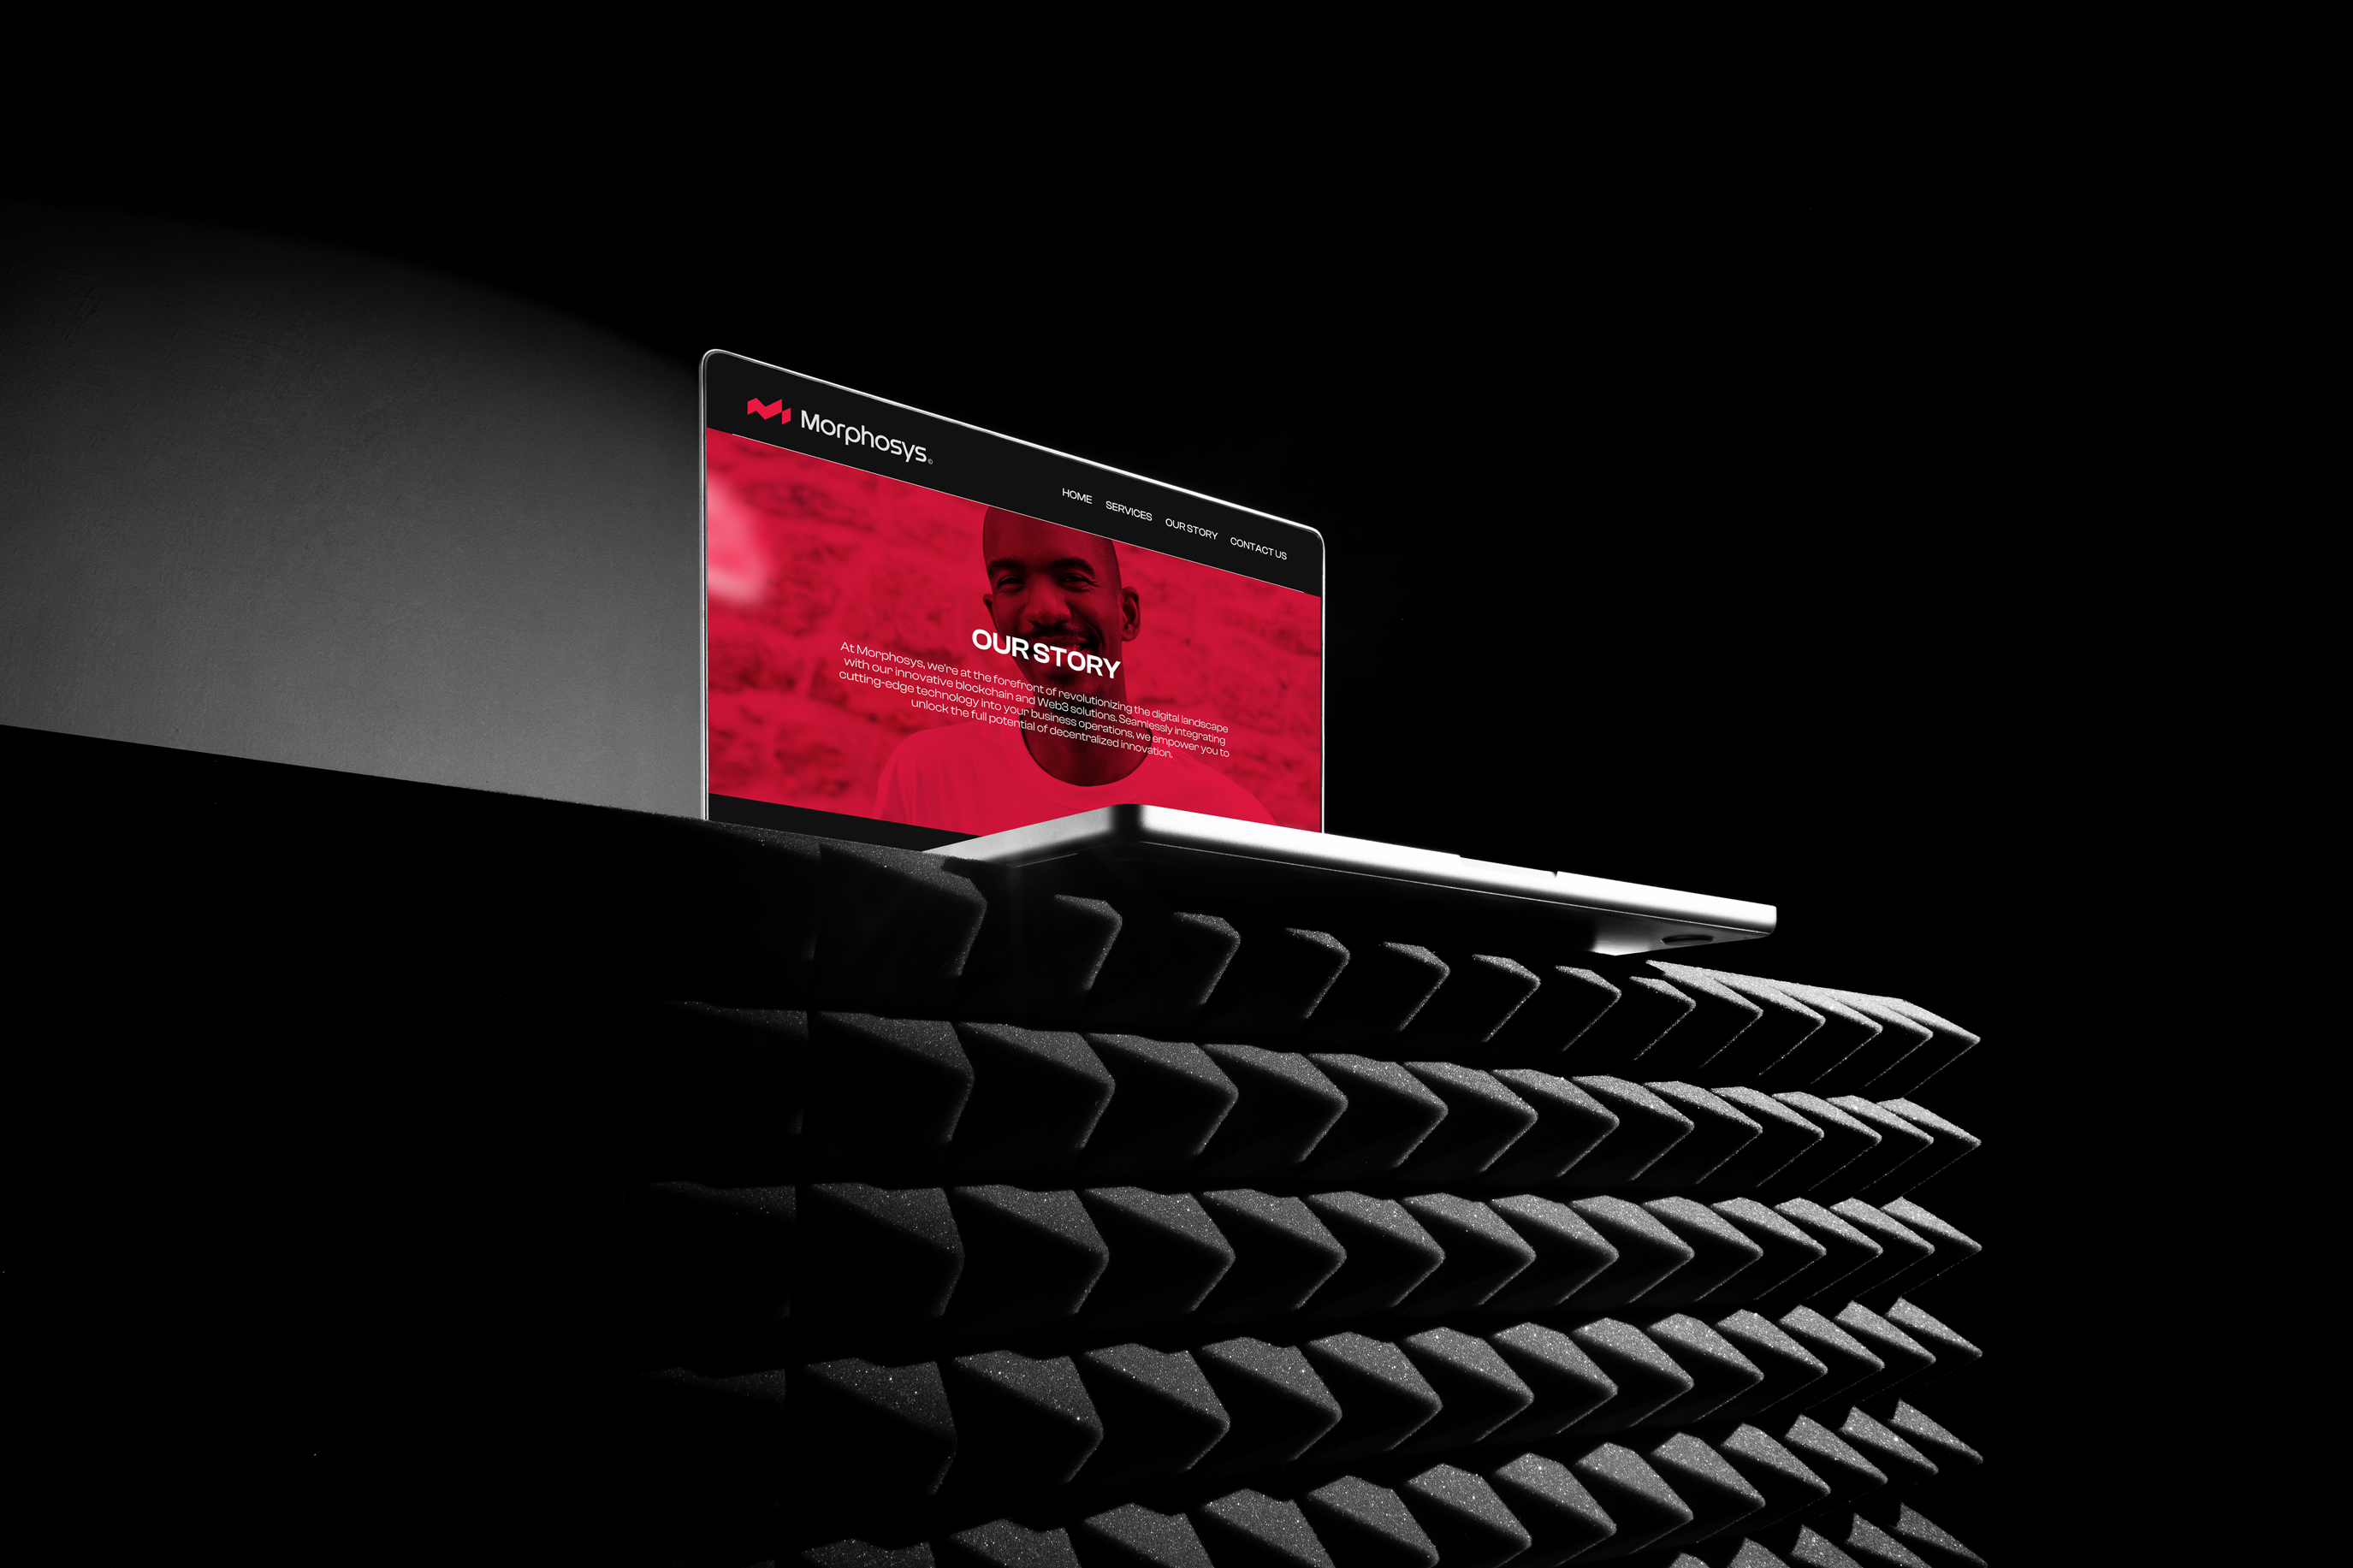 Morphosys®
HOME SERVICES OUR STORY CONTACT US
OUR STORY
At Morphosys, we're at the forefront of revolutionizing the digital landscape
with our innovative blockchain and Web3 solutions. Seamlessly integrating
cutting-edge technology into your business operations, we empower you to
unlock the full potential of decentralized innovation.